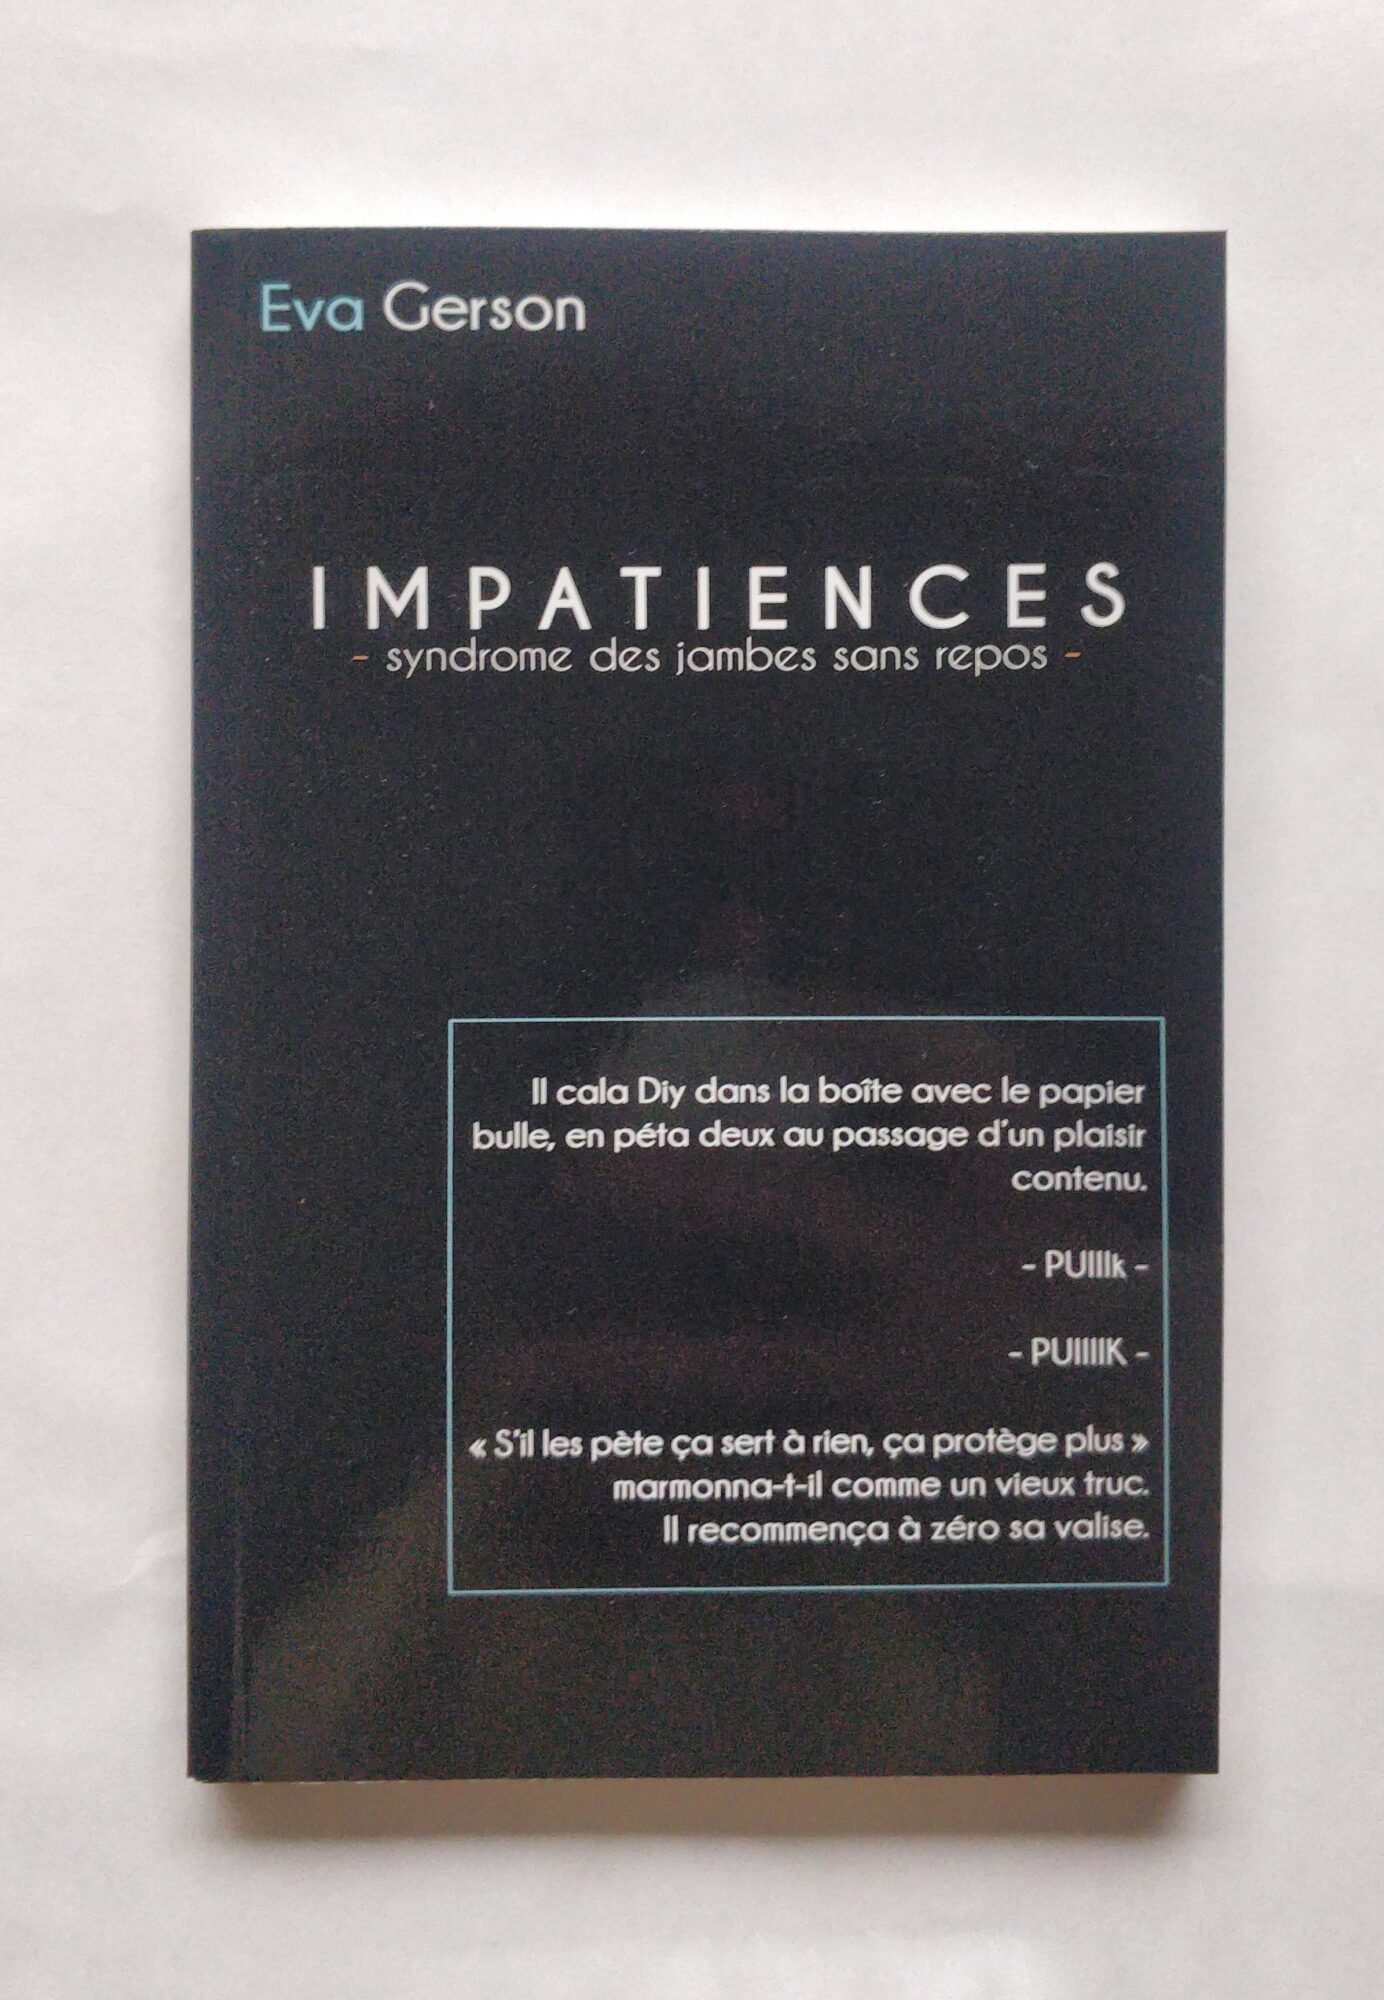 Eva Gerson
IMPATIENCES
- syndrome des jambes sans repos -
Il cala Diy dans la boîte avec le papier
bulle, en péta deux au passage d'un plaisir
contenu.
- PUIIIk -
- PUIIIIK -
« S'il les pète ça sert à rien, ça protège plus »
marmonna-t-il comme un vieux truc.
Il recommença à zéro sa valise.